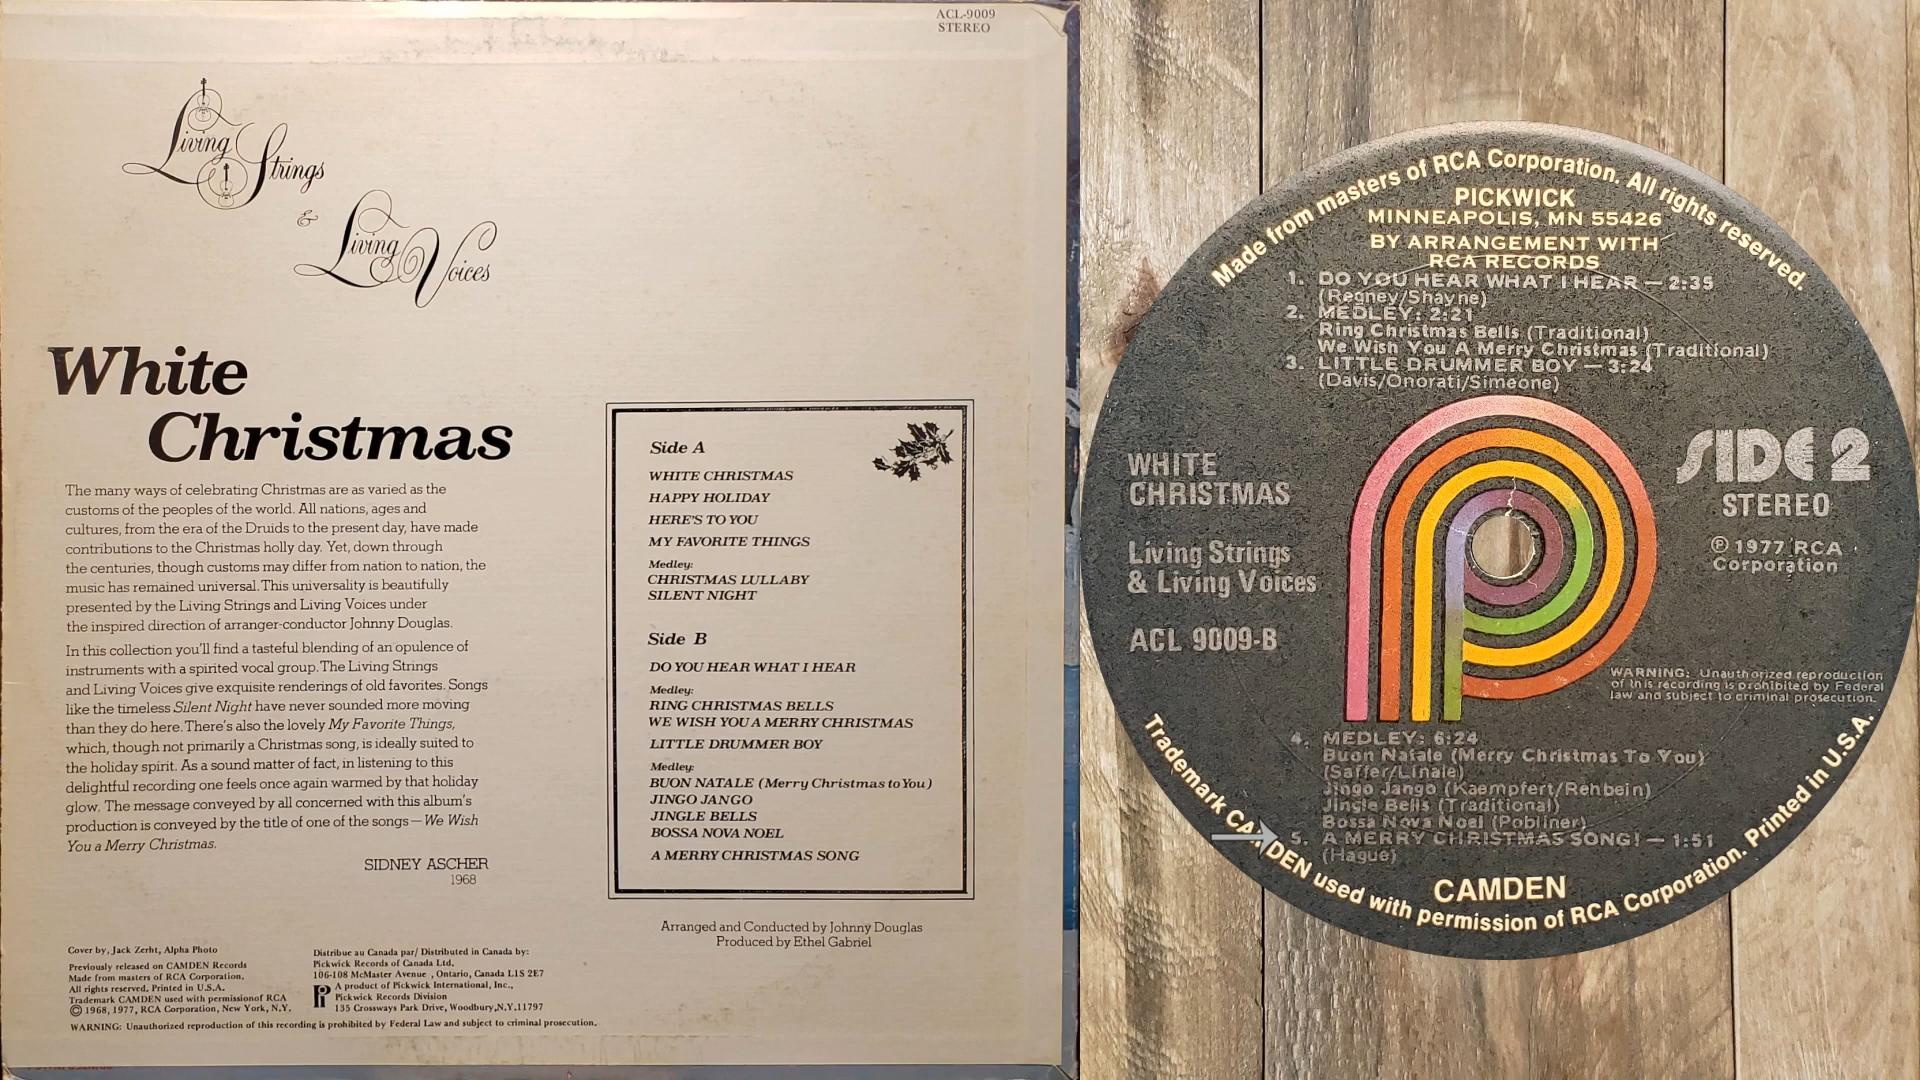 ACL-9009
STEREO
Living Strings
&
Living Voices
White
Christmas
The many ways of celebrating Christmas are as varied as the
customs of the peoples of the world. All nations, ages and
cultures, from the era of the Druids to the present day, have made
contributions to the Christmas holly day. Yet, down through
the centuries, though customs may differ from nation to nation, the
music has remained universal. This universality is beautifully
presented by the Living Strings and Living Voices under
the inspired direction of arranger-conductor Johnny Douglas.
In this collection you'll find a tasteful blending of an opulence of
instruments with a spirited vocal group. The Living Strings
and Living Voices give exquisite renderings of old favorites. Songs
like the timeless Silent Night have never sounded more moving
than they do here. There's also the lovely My Favorite Things,
which, though not primarily a Christmas song, is ideally suited to
the holiday spirit. As a sound matter of fact, in listening to this
delightful recording one feels once again warmed by that holiday
glow. The message conveyed by all concerned with this album's
production is conveyed by the title of one of the songs—We Wish
You a Merry Christmas.
SIDNEY ASCHER
1968
Side A
WHITE CHRISTMAS
HAPPY HOLIDAY
HERE'S TO YOU
MY FAVORITE THINGS
Medley:
CHRISTMAS LULLABY
SILENT NIGHT
Side B
DO YOU HEAR WHAT I HEAR
Medley:
RING CHRISTMAS BELLS
WE WISH YOU A MERRY CHRISTMAS
LITTLE DRUMMER BOY
Medley:
BUON NATALE (Merry Christmas to You)
JINGO JANGO
JINGLE BELLS
BOSSA NOVA NOEL
A MERRY CHRISTMAS SONG
Arranged and Conducted by Johnny Douglas
Produced by Ethel Gabriel
Cover by, Jack Zerht, Alpha Photo
Previously released on CAMDEN Records
Made from masters of RCA Corporation.
All rights reserved. Printed in U.S.A.
Trademark CAMDEN used with permissionof RCA
© 1968, 1977, RCA Corporation, New York, N.Y.
Distribue au Canada par/ Distributed in Canada by:
Pickwick Records of Canada Ltd.
106-108 McMaster Avenue , Ontario, Canada L1S 2E7
A product of Pickwick International, Inc.,
Pickwick Records Division
135 Crossways Park Drive, Woodbury,N.Y.11797
WARNING: Unauthorized reproduction of this recording is prohibited by Federal Law and subject to criminal prosecution.
Made from masters of RCA Corporation. All rights reserved.
PICKWICK
MINNEAPOLIS, MN 55426
BY ARRANGEMENT WITH
RCA RECORDS
1. DO YOU HEAR WHAT I HEAR — 2:35
(Regney/Shayne)
2. MEDLEY: 2:21
Ring Christmas Bells (Traditional)
We Wish You A Merry Christmas (Traditional)
3. LITTLE DRUMMER BOY — 3:24
(Davis/Onorati/Simeone)
WHITE
CHRISTMAS
Living Strings
& Living Voices
ACL 9009-B
SIDE 2
STEREO
℗ 1977 RCA
Corporation
WARNING: Unauthorized reproduction
of this recording is prohibited by Federal
law and subject to criminal prosecution.
4. MEDLEY: 6:24
Buon Natale (Merry Christmas To You)
(Saffer/Linale)
Jingo Jango (Kaempfert/Rehbein)
Jingle Bells (Traditional)
Bossa Nova Noel (Pobliner)
5. A MERRY CHRISTMAS SONG! — 1:51
(Hague)
CAMDEN
Trademark CAMDEN used with permission of RCA Corporation. Printed in U.S.A.